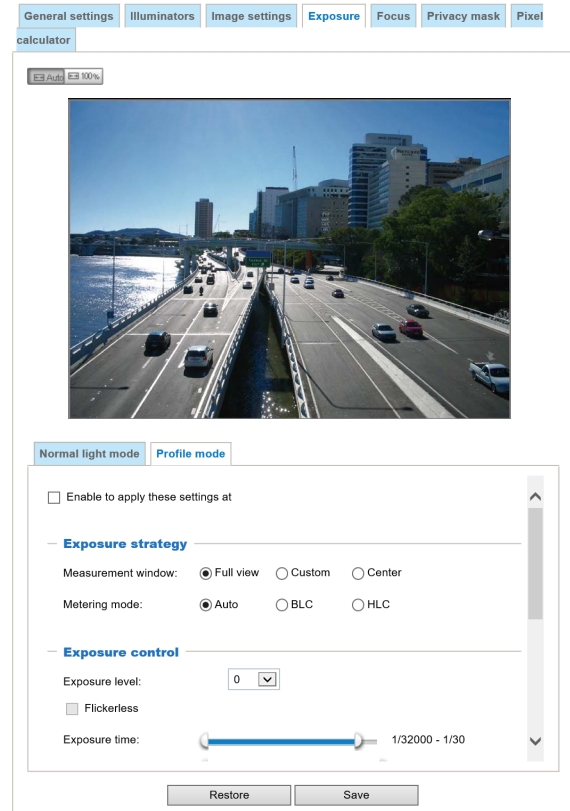 General settings Illuminators Image settings Exposure Focus Privacy mask Pixel
calculator
Auto 100%
Normal light mode Profile mode
Enable to apply these settings at
Exposure strategy
Measurement window: Full view Custom Center
Metering mode: Auto BLC HLC
Exposure control
Exposure level: 0
Flickerless
Exposure time: 1/32000 - 1/30
Restore Save